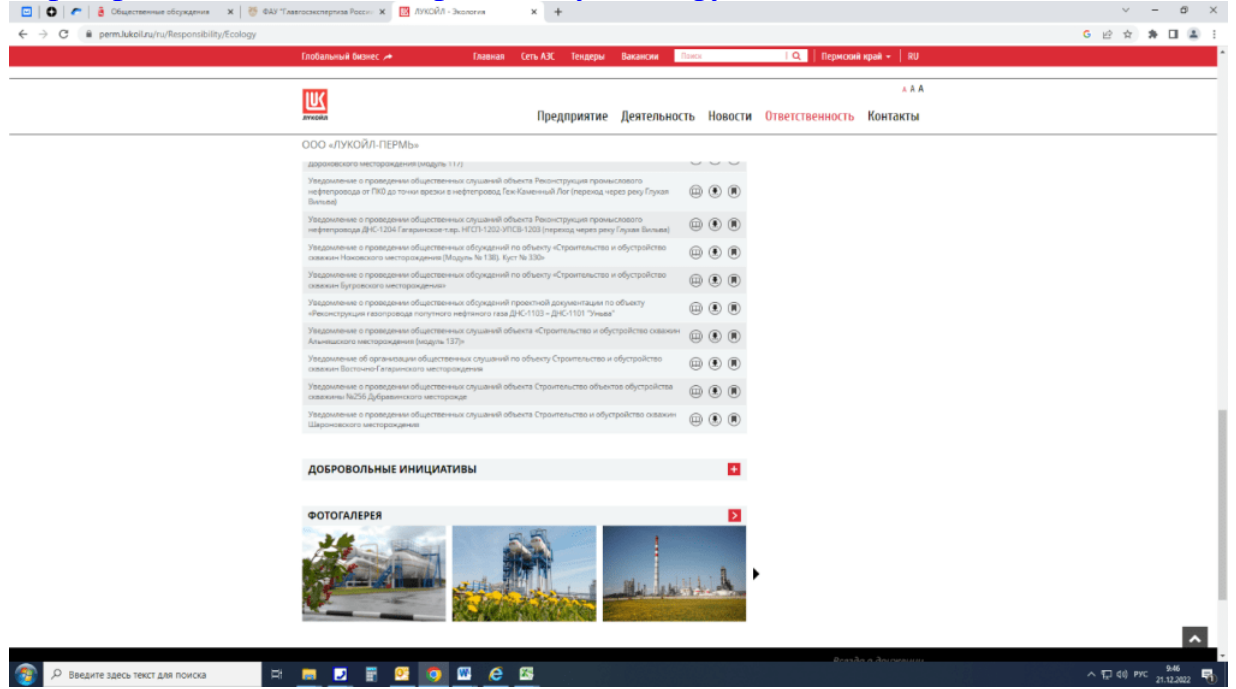 Общественные обсуждения
ФАУ "Главгосэкспертиза Росси
ЛУКОЙЛ - Экология
perm.lukoil.ru/ru/Responsibility/Ecology
Глобальный бизнес
Главная Сеть АЗС Тендеры Вакансии Поиск Пермский край RU
А А А
ЛУКОЙЛ
Предприятие Деятельность Новости Ответственность Контакты
ООО «ЛУКОЙЛ-ПЕРМЬ»
Дороховского месторождения (модуль 117)
Уведомление о проведении общественных слушаний объекта Реконструкция промыслового
нефтепровода от ПК0 до точки врезки в нефтепровод Геж-Каменный Лог (переход через реку Глухая
Вильва)
Уведомление о проведении общественных слушаний объекта Реконструкция промыслового
нефтепровода ДНС-1204 Гагаринское-т.вр. НГСП-1202-УПСВ-1203 (переход через реку Глухая Вильва)
Уведомление о проведении общественных обсуждений по объекту «Строительство и обустройство
скважин Ножовского месторождения (Модуль № 138). Куст № 330»
Уведомление о проведении общественных обсуждений по объекту «Строительство и обустройство
скважин Бугровского месторождения»
Уведомление о проведении общественных обсуждений проектной документации по объекту
«Реконструкция газопровода попутного нефтяного газа ДНС-1103 – ДНС-1101 "Уньва"
Уведомление о проведении общественных слушаний объекта «Строительство и обустройство скважин
Альняшского месторождения (модуль 137)»
Уведомление об организации общественных слушаний по объекту Строительство и обустройство
скважин Восточно-Гагаринского месторождения
Уведомление о проведении общественных слушаний объекта Строительство объектов обустройства
скважины №256 Дубравинского месторожде
Уведомление о проведении общественных слушаний объекта Строительство и обустройство скважин
Шароновского месторождения
ДОБРОВОЛЬНЫЕ ИНИЦИАТИВЫ
ФОТОГАЛЕРЕЯ
Введите здесь текст для поиска
РУС
9:46
21.12.2022